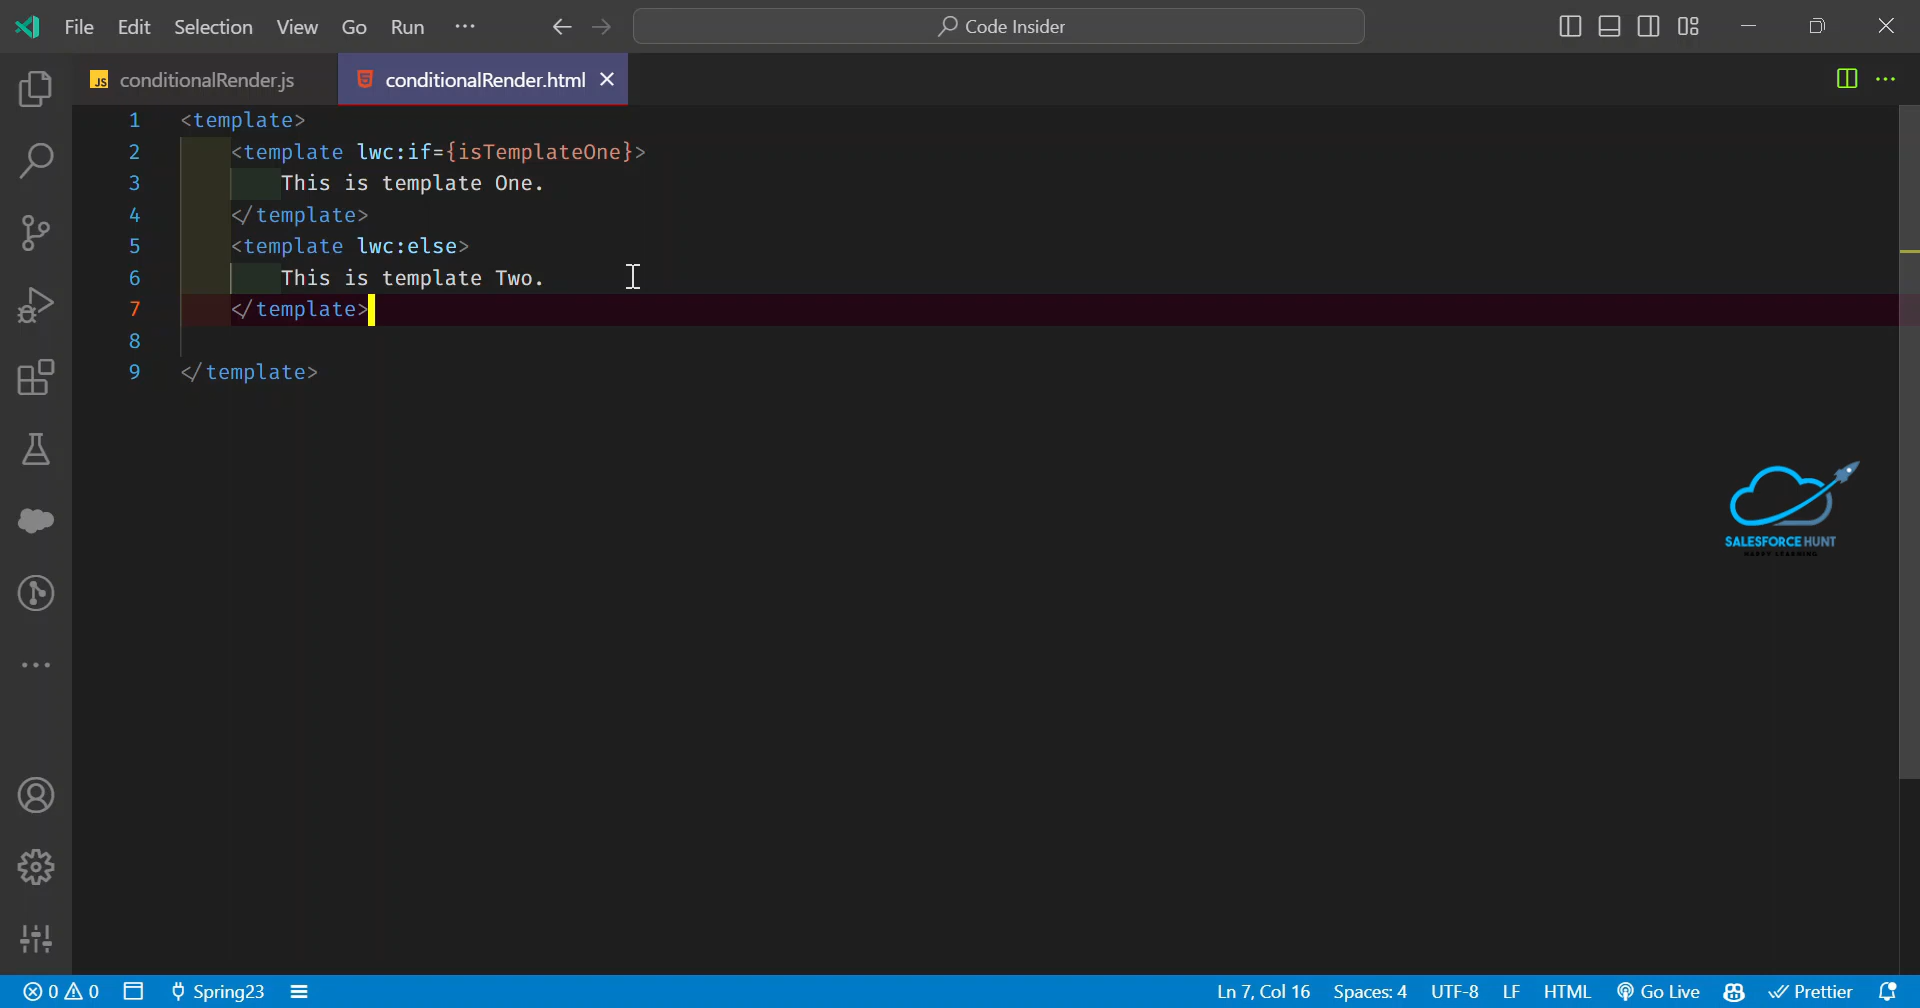 File Edit Selection View Go Run ··· Code Insider
JS conditionalRender.js conditionalRender.html
1 <template>
2 <template lwc:if={isTemplateOne}>
3 This is template One.
4 </template>
5 <template lwc:else>
6 This is template Two.
7 </template>
8
9 </template>
SALESFORCE HUNT
0 0 Spring23 Ln 7, Col 16 Spaces: 4 UTF-8 LF HTML Go Live Prettier